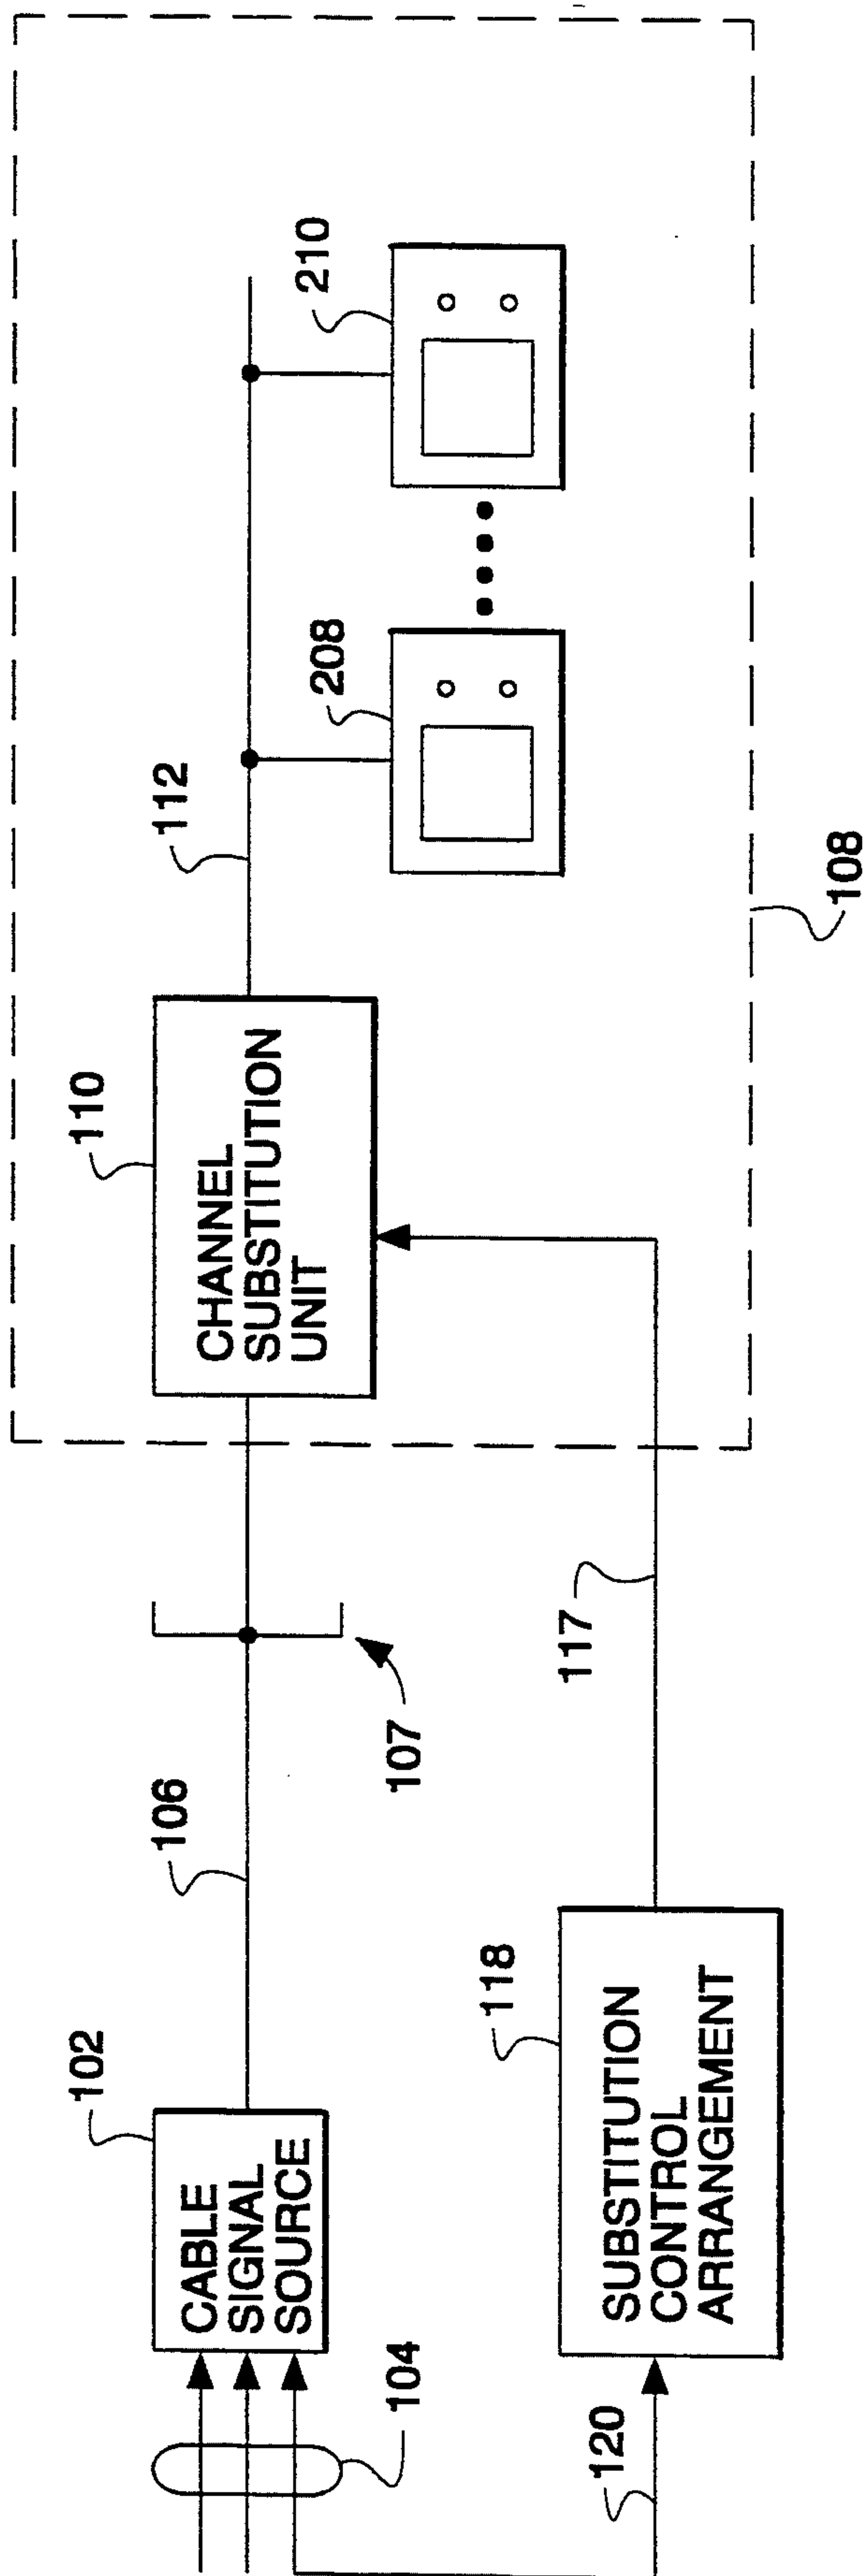 102
CABLE
SIGNAL
SOURCE
104
106
107
110
CHANNEL
SUBSTITUTION
UNIT
112
208
210
108
120
118
SUBSTITUTION
CONTROL
ARRANGEMENT
117